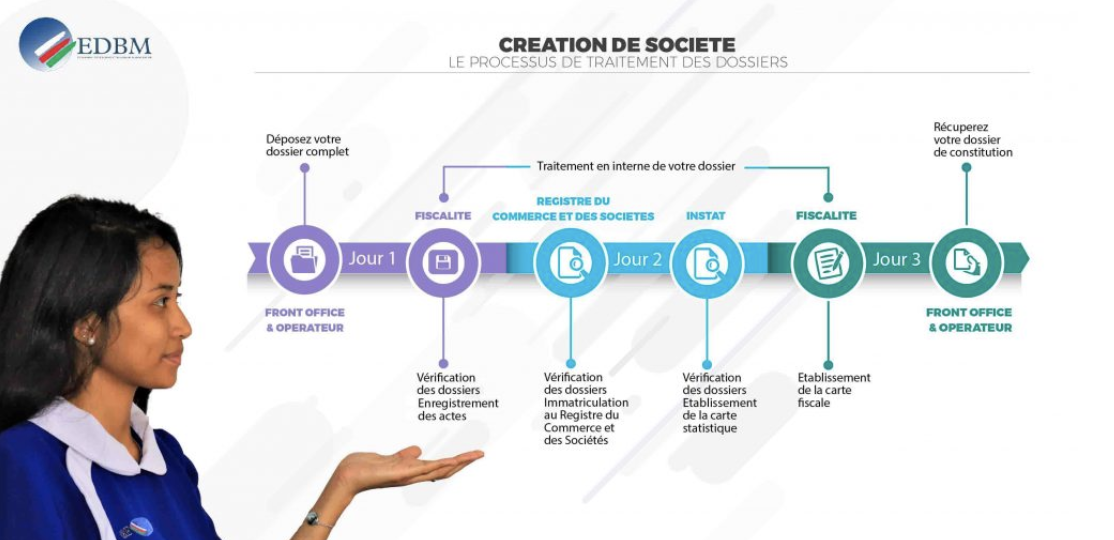 EDBM
CREATION DE SOCIETE
LE PROCESSUS DE TRAITEMENT DES DOSSIERS
Déposez votre
dossier complet
Traitement en interne de votre dossier
Récuperez
votre dossier
de constitution
FISCALITE
REGISTRE DU
COMMERCE ET DES SOCIETES
INSTAT
FISCALITE
Jour 1
Jour 2
Jour 3
FRONT OFFICE
& OPERATEUR
FRONT OFFICE
& OPERATEUR
Vérification
des dossiers
Enregistrement
des actes
Vérification
des dossiers
Immatriculation
au Registre du
Commerce et
des Sociétés
Vérification
des dossiers
Etablissement
de la carte
statistique
Etablissement
de la carte
fiscale